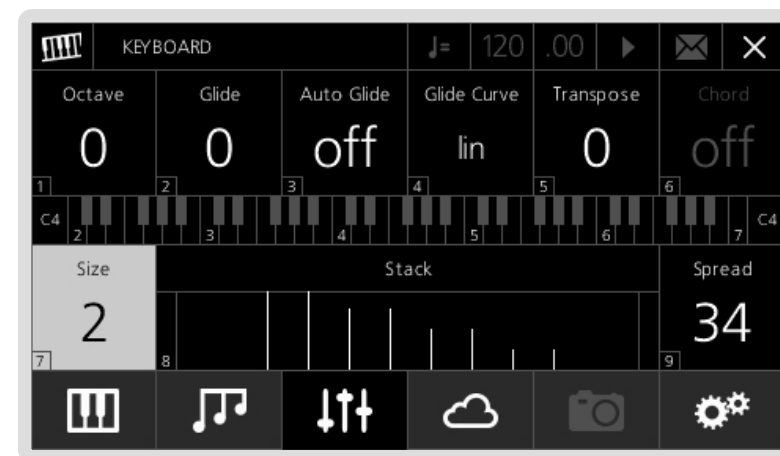 KEYBOARD ♩= 120 .00
Octave Glide Auto Glide Glide Curve Transpose Chord
0 0 off lin 0 off
1 2 3 4 5 6
C4 2 3 4 5 6 7 C4
Size Stack Spread
2 34
7 8 9